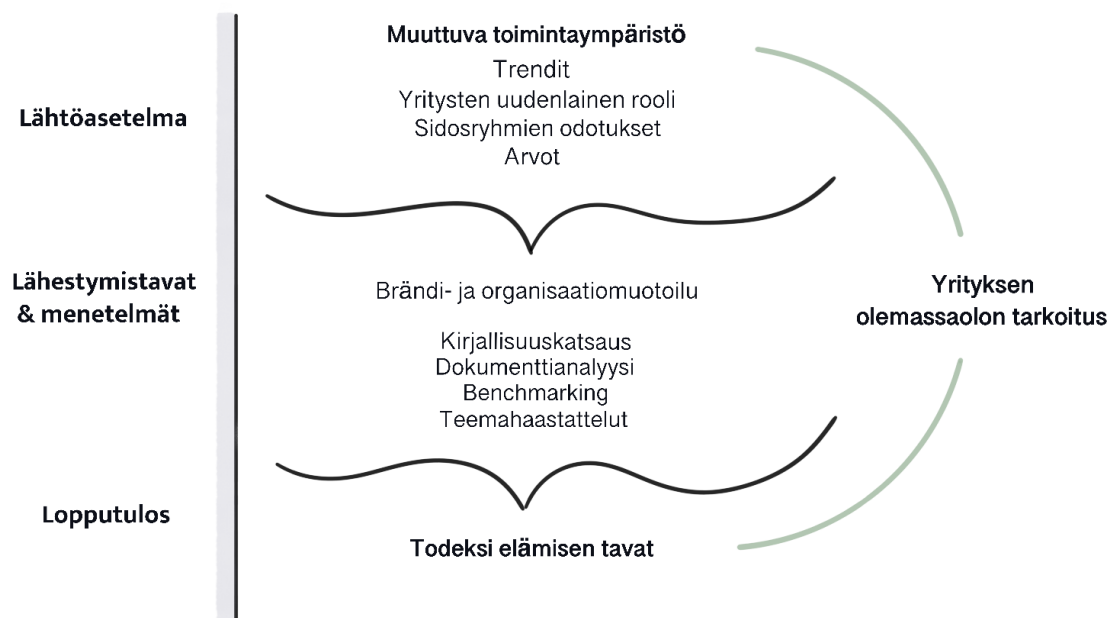 Lähtöasetelma
Muuttuva toimintaympäristö
Trendit
Yritysten uudenlainen rooli
Sidosryhmien odotukset
Arvot
Lähestymistavat
& menetelmät
Brändi- ja organisaatiomuotoilu
Kirjallisuuskatsaus
Dokumenttianalyysi
Benchmarking
Teemahaastattelut
Yrityksen
olemassaolon tarkoitus
Lopputulos
Todeksi elämisen tavat